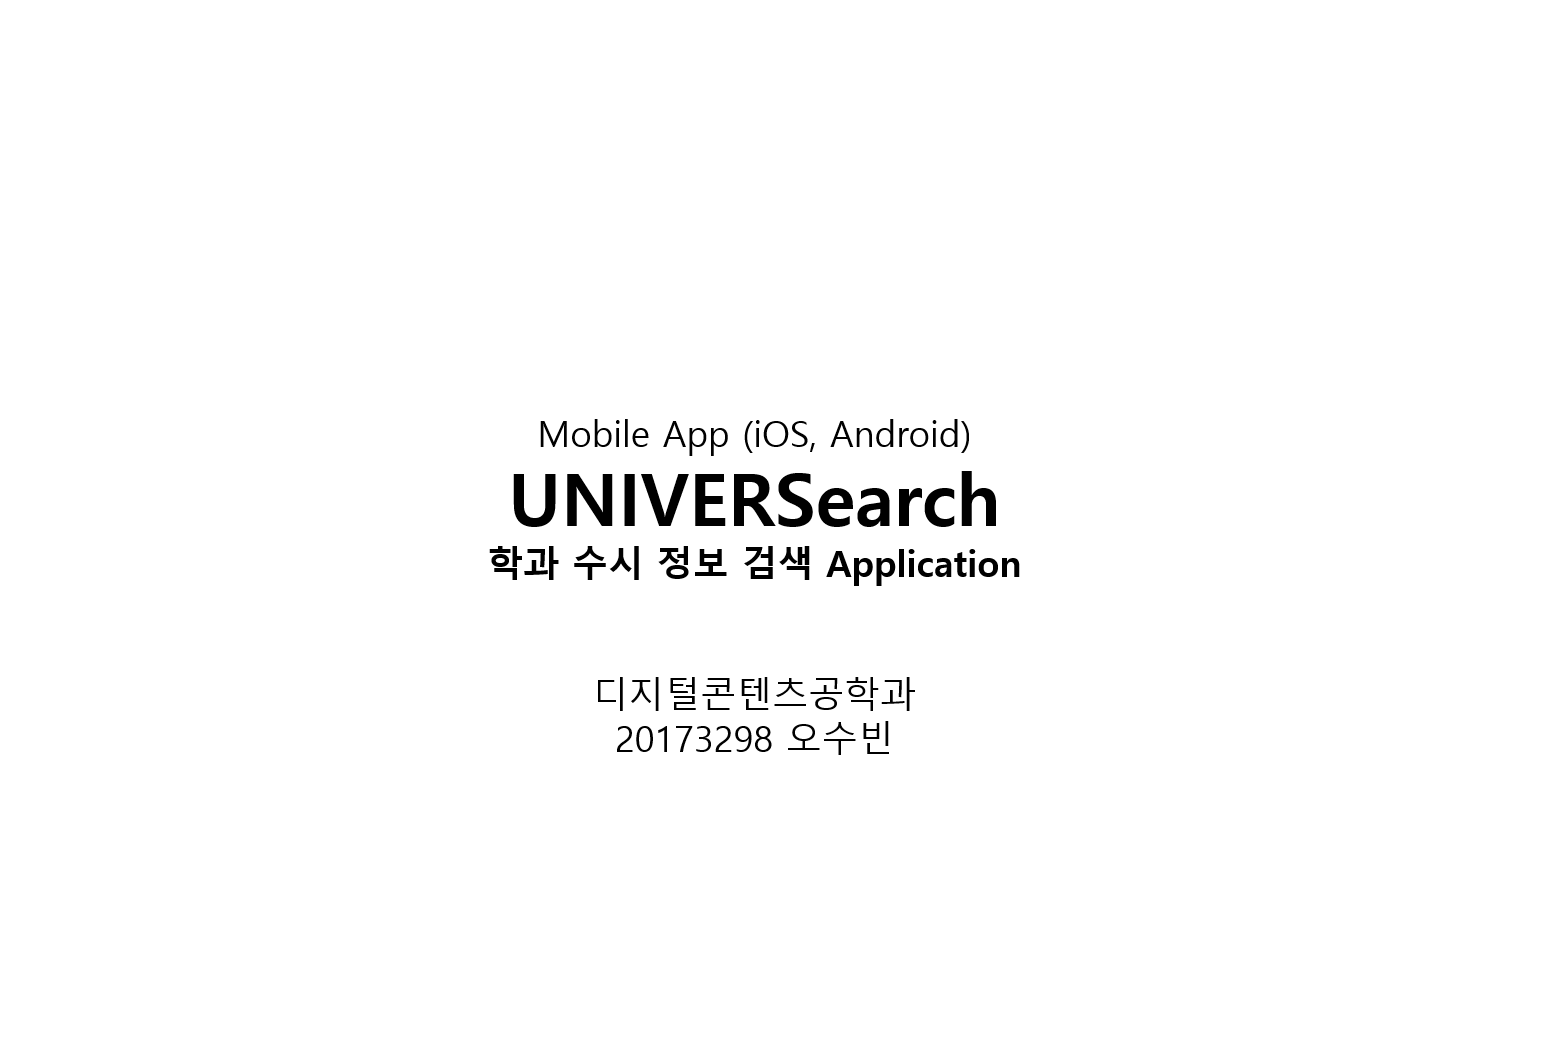 Mobile App (iOS, Android)
UNIVERSearch
학과 수시 정보 검색 Application
디지털콘텐츠공학과
20173298 오수빈